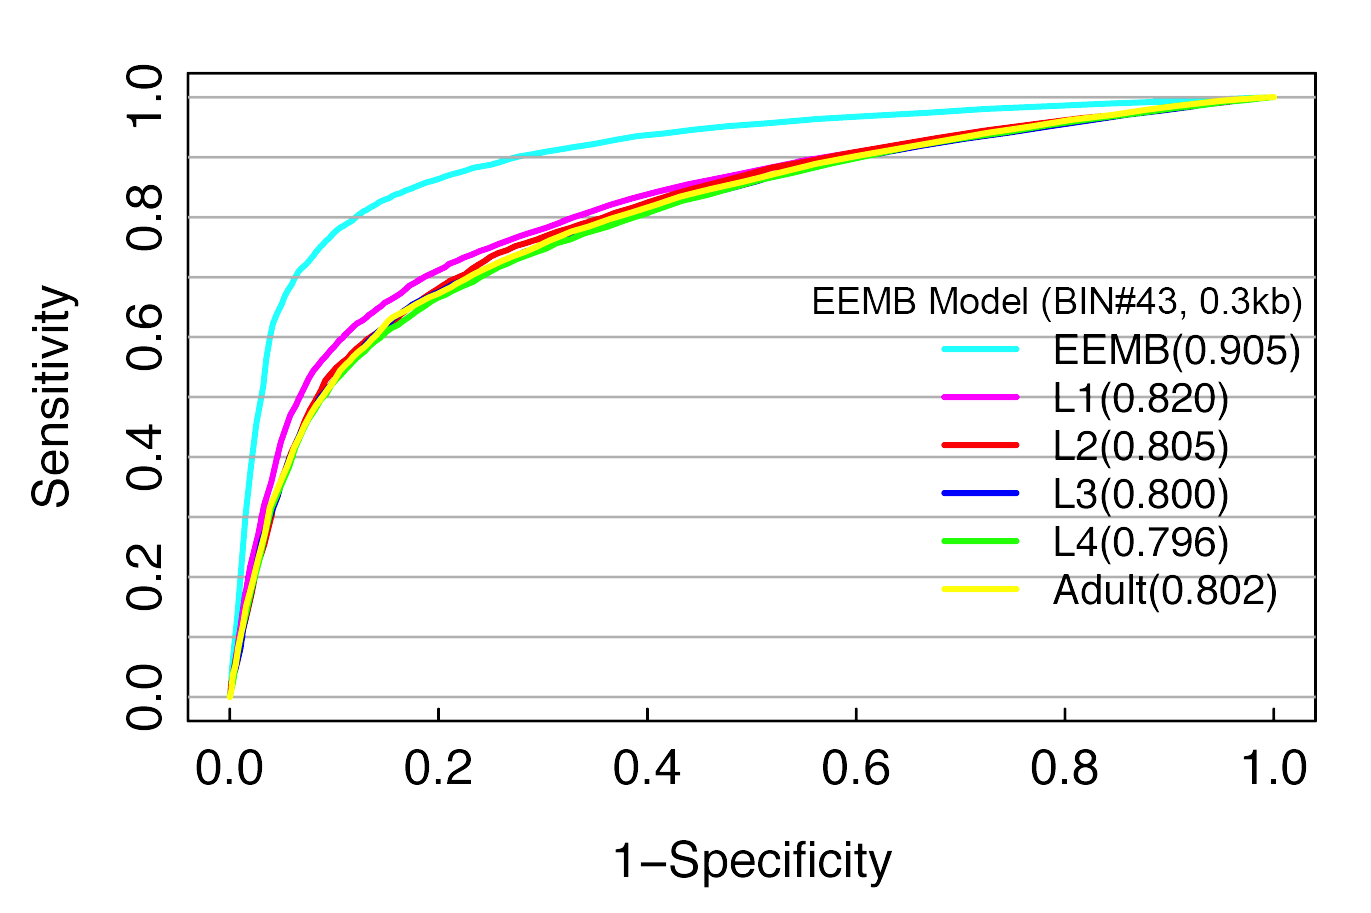 Sensitivity
1.0
0.8
0.6
0.4
0.2
0.0
EEMB Model (BIN#43, 0.3kb)
EEMB(0.905)
L1(0.820)
L2(0.805)
L3(0.800)
L4(0.796)
Adult(0.802)
0.0 0.2 0.4 0.6 0.8 1.0
1−Specificity